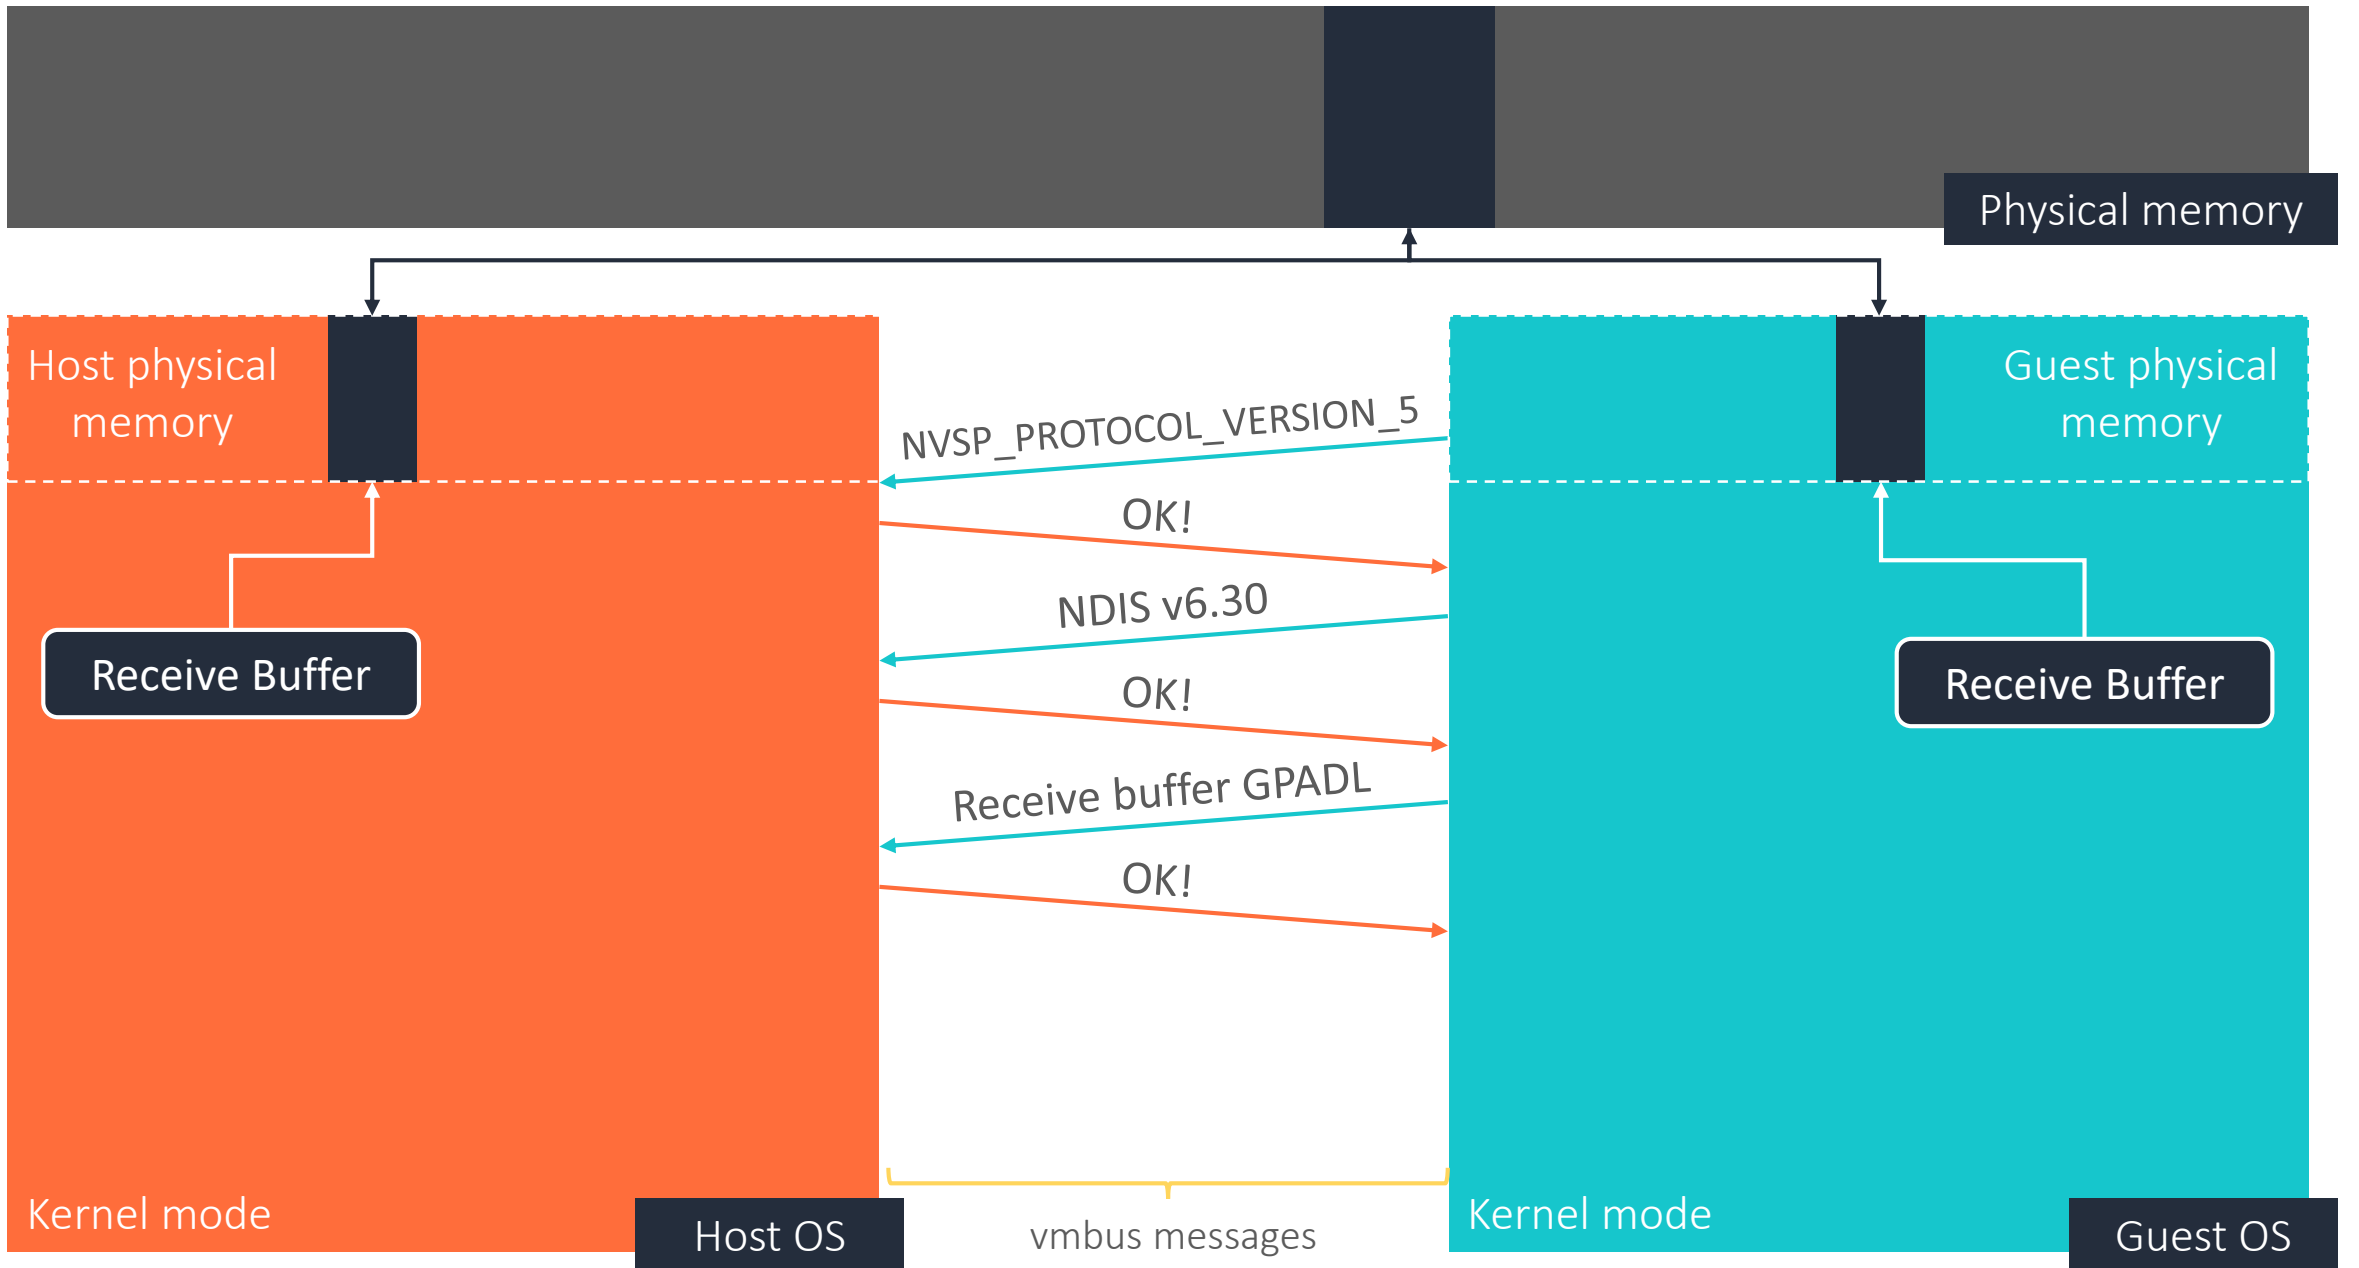 Physical memory
Host physical
memory
Guest physical
memory
NVSP_PROTOCOL_VERSION_5
OK!
NDIS v6.30
Receive Buffer
Receive Buffer
OK!
Receive buffer GPADL
OK!
Kernel mode
Host OS
vmbus messages
Kernel mode
Guest OS